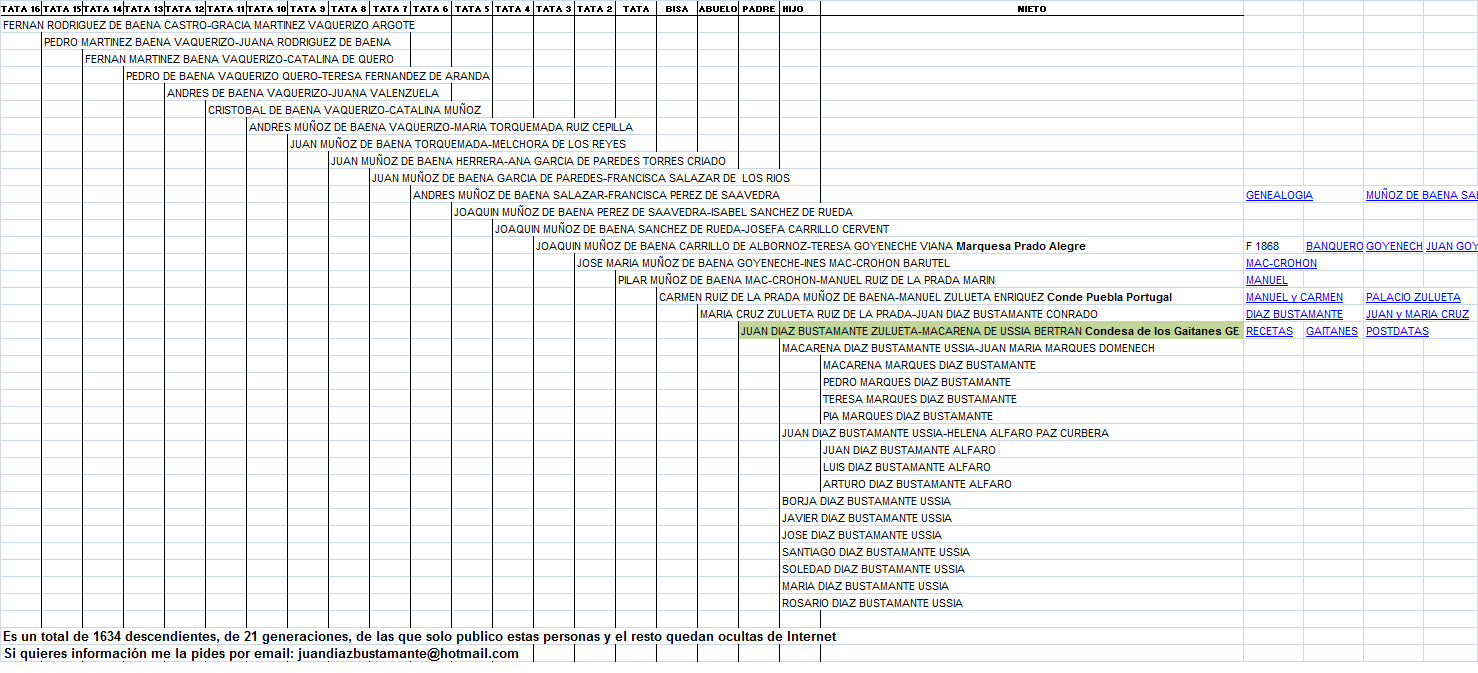 TATA 16 TATA 15 TATA 14 TATA 13 TATA 12 TATA 11 TATA 10 TATA 9 TATA 8 TATA 7 TATA 6 TATA 5 TATA 4 TATA 3 TATA 2 TATA BISA ABUELO PADRE HIJO NIETO
FERNAN RODRIGUEZ DE BAENA CASTRO-GRACIA MARTINEZ VAQUERIZO ARGOTE
PEDRO MARTINEZ BAENA VAQUERIZO-JUANA RODRIGUEZ DE BAENA
FERNAN MARTINEZ BAENA VAQUERIZO-CATALINA DE QUERO
PEDRO DE BAENA VAQUERIZO QUERO-TERESA FERNANDEZ DE ARANDA
ANDRES DE BAENA VAQUERIZO-JUANA VALENZUELA
CRISTOBAL DE BAENA VAQUERIZO-CATALINA MUÑOZ
ANDRES MUÑOZ DE BAENA VAQUERIZO-MARIA TORQUEMADA RUIZ CEPILLA
JUAN MUÑOZ DE BAENA TORQUEMADA-MELCHORA DE LOS REYES
JUAN MUÑOZ DE BAENA HERRERA-ANA GARCIA DE PAREDES TORRES CRIADO
JUAN MUÑOZ DE BAENA GARCIA DE PAREDES-FRANCISCA SALAZAR DE LOS RIOS
ANDRES MUÑOZ DE BAENA SALAZAR-FRANCISCA PEREZ DE SAAVEDRA GENEALOGIA MUÑOZ DE BAENA SA
JOAQUIN MUÑOZ DE BAENA PEREZ DE SAAVEDRA-ISABEL SANCHEZ DE RUEDA
JOAQUIN MUÑOZ DE BAENA SANCHEZ DE RUEDA-JOSEFA CARRILLO CERVENT
JOAQUIN MUÑOZ DE BAENA CARRILLO DE ALBORNOZ-TERESA GOYENECHE VIANA Marquesa Prado Alegre F 1868 BANQUERO GOYENECH JUAN GOY
JOSE MARIA MUÑOZ DE BAENA GOYENECHE-INES MAC-CROHON BARUTEL MAC-CROHON
PILAR MUÑOZ DE BAENA MAC-CROHON-MANUEL RUIZ DE LA PRADA MARIN MANUEL
CARMEN RUIZ DE LA PRADA MUÑOZ DE BAENA-MANUEL ZULUETA ENRIQUEZ Conde Puebla Portugal MANUEL y CARMEN PALACIO ZULUETA
MARIA CRUZ ZULUETA RUIZ DE LA PRADA-JUAN DIAZ BUSTAMANTE CONRADO DIAZ BUSTAMANTE JUAN y MARIA CRUZ
JUAN DIAZ BUSTAMANTE ZULUETA-MACARENA DE USSIA BERTRAN Condesa de los Gaitanes GE RECETAS GAITANES POSTDATAS
MACARENA DIAZ BUSTAMANTE USSIA-JUAN MARIA MARQUES DOMENECH
MACARENA MARQUES DIAZ BUSTAMANTE
PEDRO MARQUES DIAZ BUSTAMANTE
TERESA MARQUES DIAZ BUSTAMANTE
PIA MARQUES DIAZ BUSTAMANTE
JUAN DIAZ BUSTAMANTE USSIA-HELENA ALFARO PAZ CURBERA
JUAN DIAZ BUSTAMANTE ALFARO
LUIS DIAZ BUSTAMANTE ALFARO
ARTURO DIAZ BUSTAMANTE ALFARO
BORJA DIAZ BUSTAMANTE USSIA
JAVIER DIAZ BUSTAMANTE USSIA
JOSE DIAZ BUSTAMANTE USSIA
SANTIAGO DIAZ BUSTAMANTE USSIA
SOLEDAD DIAZ BUSTAMANTE USSIA
MARIA DIAZ BUSTAMANTE USSIA
ROSARIO DIAZ BUSTAMANTE USSIA
Es un total de 1634 descendientes, de 21 generaciones, de las que solo publico estas personas y el resto quedan ocultas de Internet
Si quieres información me la pides por email: juandiazbustamante@hotmail.com